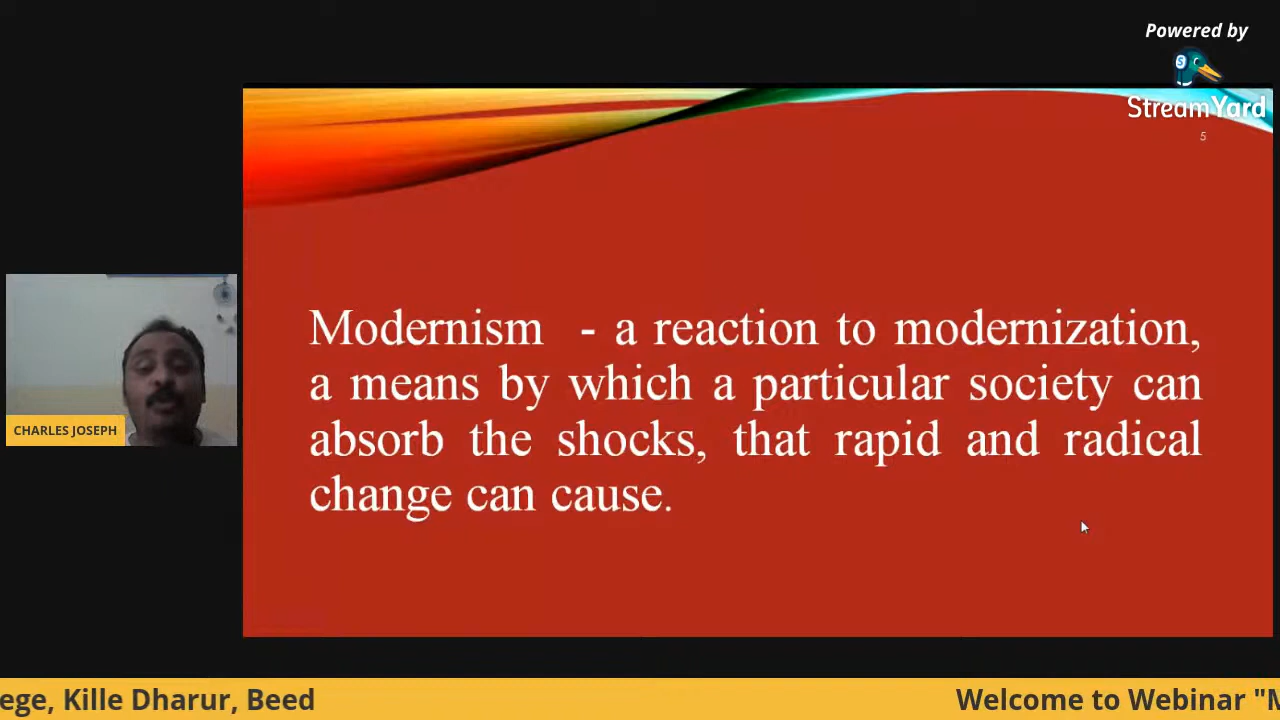 Powered by
StreamYard
5
Modernism - a reaction to modernization,
a means by which a particular society can
absorb the shocks, that rapid and radical
change can cause.
CHARLES JOSEPH
ege, Kille Dharur, Beed
Welcome to Webinar "M